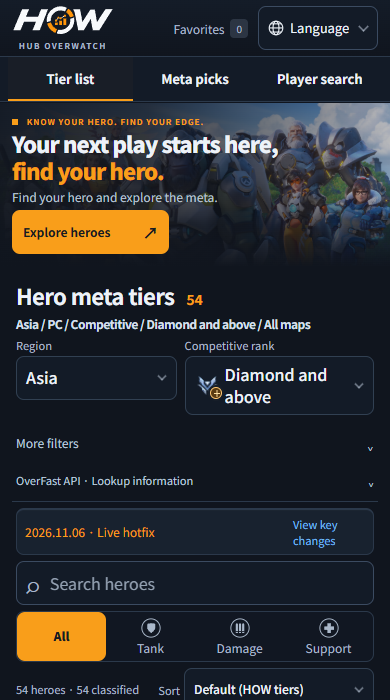 HOW
HUB OVERWATCH
Favorites 0
Language
Tier list Meta picks Player search
KNOW YOUR HERO. FIND YOUR EDGE.
Your next play starts here,
find your hero.
Find your hero and explore the meta.
Explore heroes ↗
Hero meta tiers 54
Asia / PC / Competitive / Diamond and above / All maps
Region Competitive rank
Asia
Diamond and
above
More filters
OverFast API · Lookup information
2026.11.06 · Live hotfix
View key
changes
Search heroes
All Tank Damage Support
54 heroes · 54 classified Sort Default (HOW tiers)